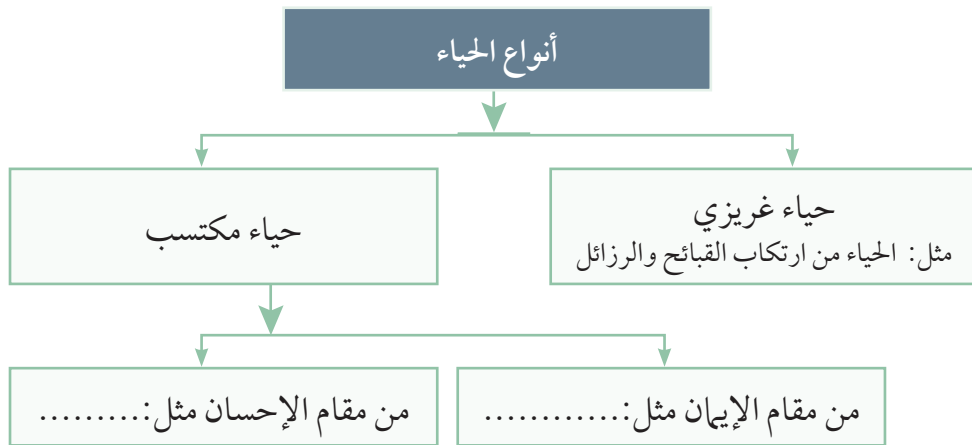 أنواع الحياء
حياء غريزي
مثل: الحياء من ارتكاب القبائح والرزائل
حياء مكتسب
من مقام الإيمان مثل:............
من مقام الإحسان مثل:.........